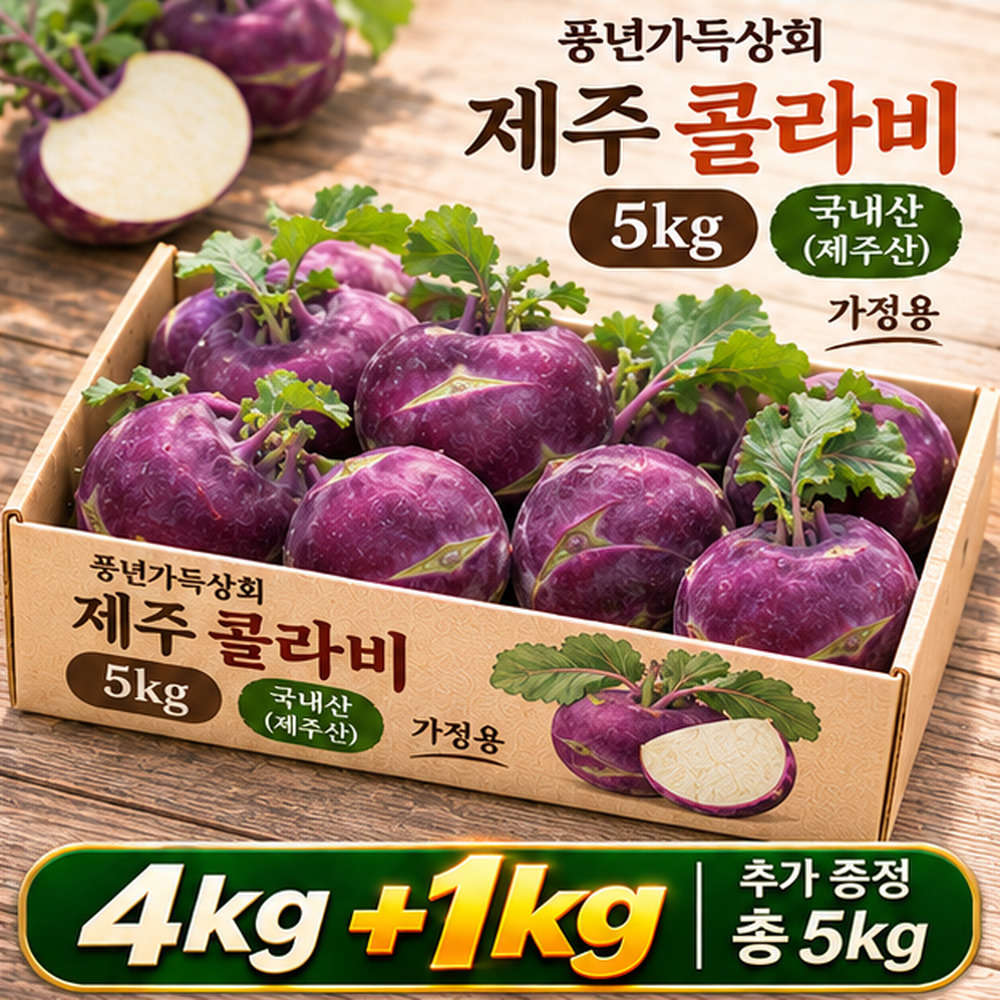 풍년가득상회
제주 콜라비
5kg
국내산
(제주산)
가정용
풍년가득상회
제주 콜라비
5kg
국내산
(제주산)
가정용
4kg +1kg
추가 증정
총 5kg